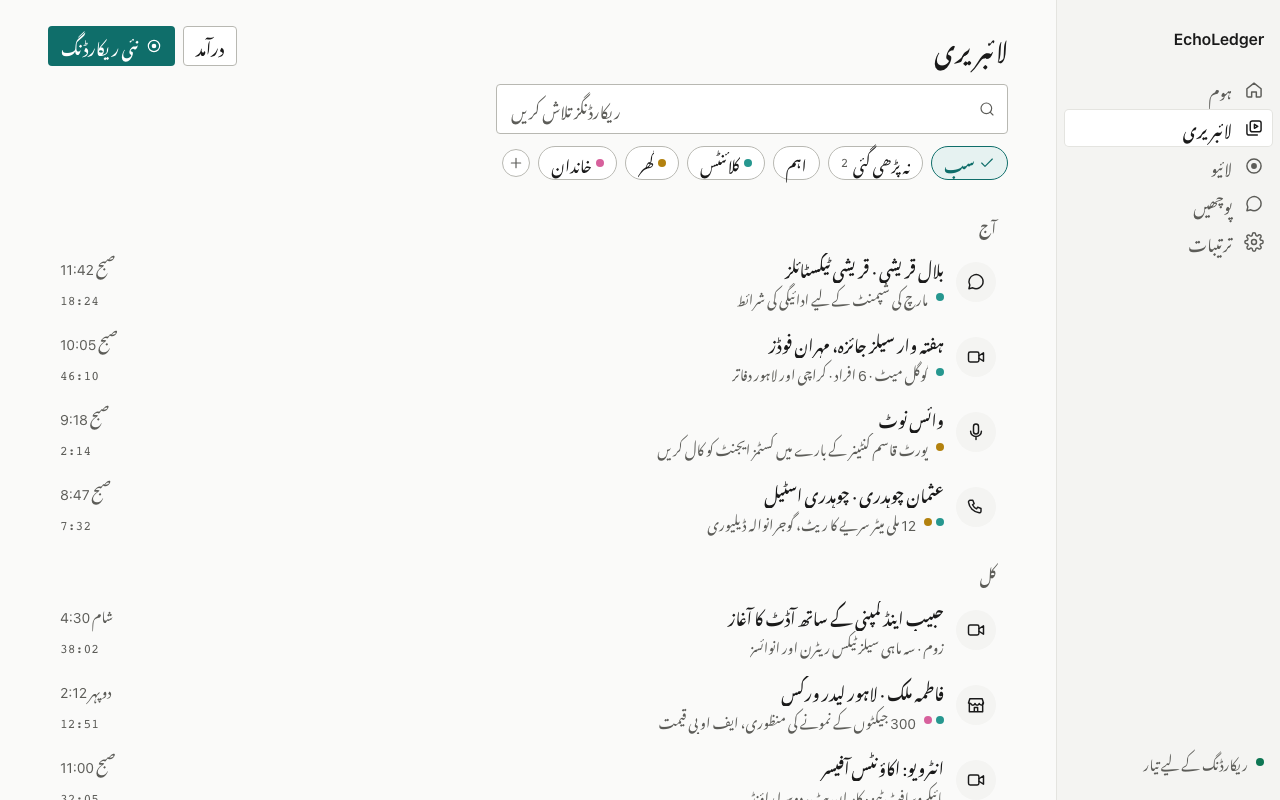 EchoLedger
ہوم
لائبریری
لائیو
پوچھیں
ترتیبات
ریکارڈنگ کے لیے تیار
لائبریری
درآمد
نئی ریکارڈنگ
ریکارڈنگز تلاش کریں
سب
نہ پڑھی گئی 2
اہم
کلائنٹس
گھر
خاندان
آج
بلال قریشی · قریشی ٹیکسٹائلز
11:42 صبح
مارچ کی شپمنٹ کے لیے ادائیگی کی شرائط
18:24
ہفتہ وار سیلز جائزہ، مہران فوڈز
10:05 صبح
گوگل میٹ · 6 افراد · کراچی اور لاہور دفاتر
46:10
وائس نوٹ
9:18 صبح
پورٹ قاسم کنٹینر کے بارے میں کسٹمز ایجنٹ کو کال کریں
2:14
عثمان چوہدری · چوہدری اسٹیل
8:47 صبح
12 ملی میٹر سریے کا ریٹ، گوجرانوالہ ڈیلیوری
7:32
کل
حبیب اینڈ کمپنی کے ساتھ آڈٹ کا آغاز
4:30 شام
زوم · سہ ماہی سیلز ٹیکس ریٹرن اور انوائسز
38:02
فاطمہ ملک · لاہور لیدر ورکس
2:12 دوپہر
300 جیکٹوں کے نمونے کی منظوری، ایف او بی قیمت
12:51
انٹرویو: اکاؤنٹس آفیسر
11:00 صبح
32:05